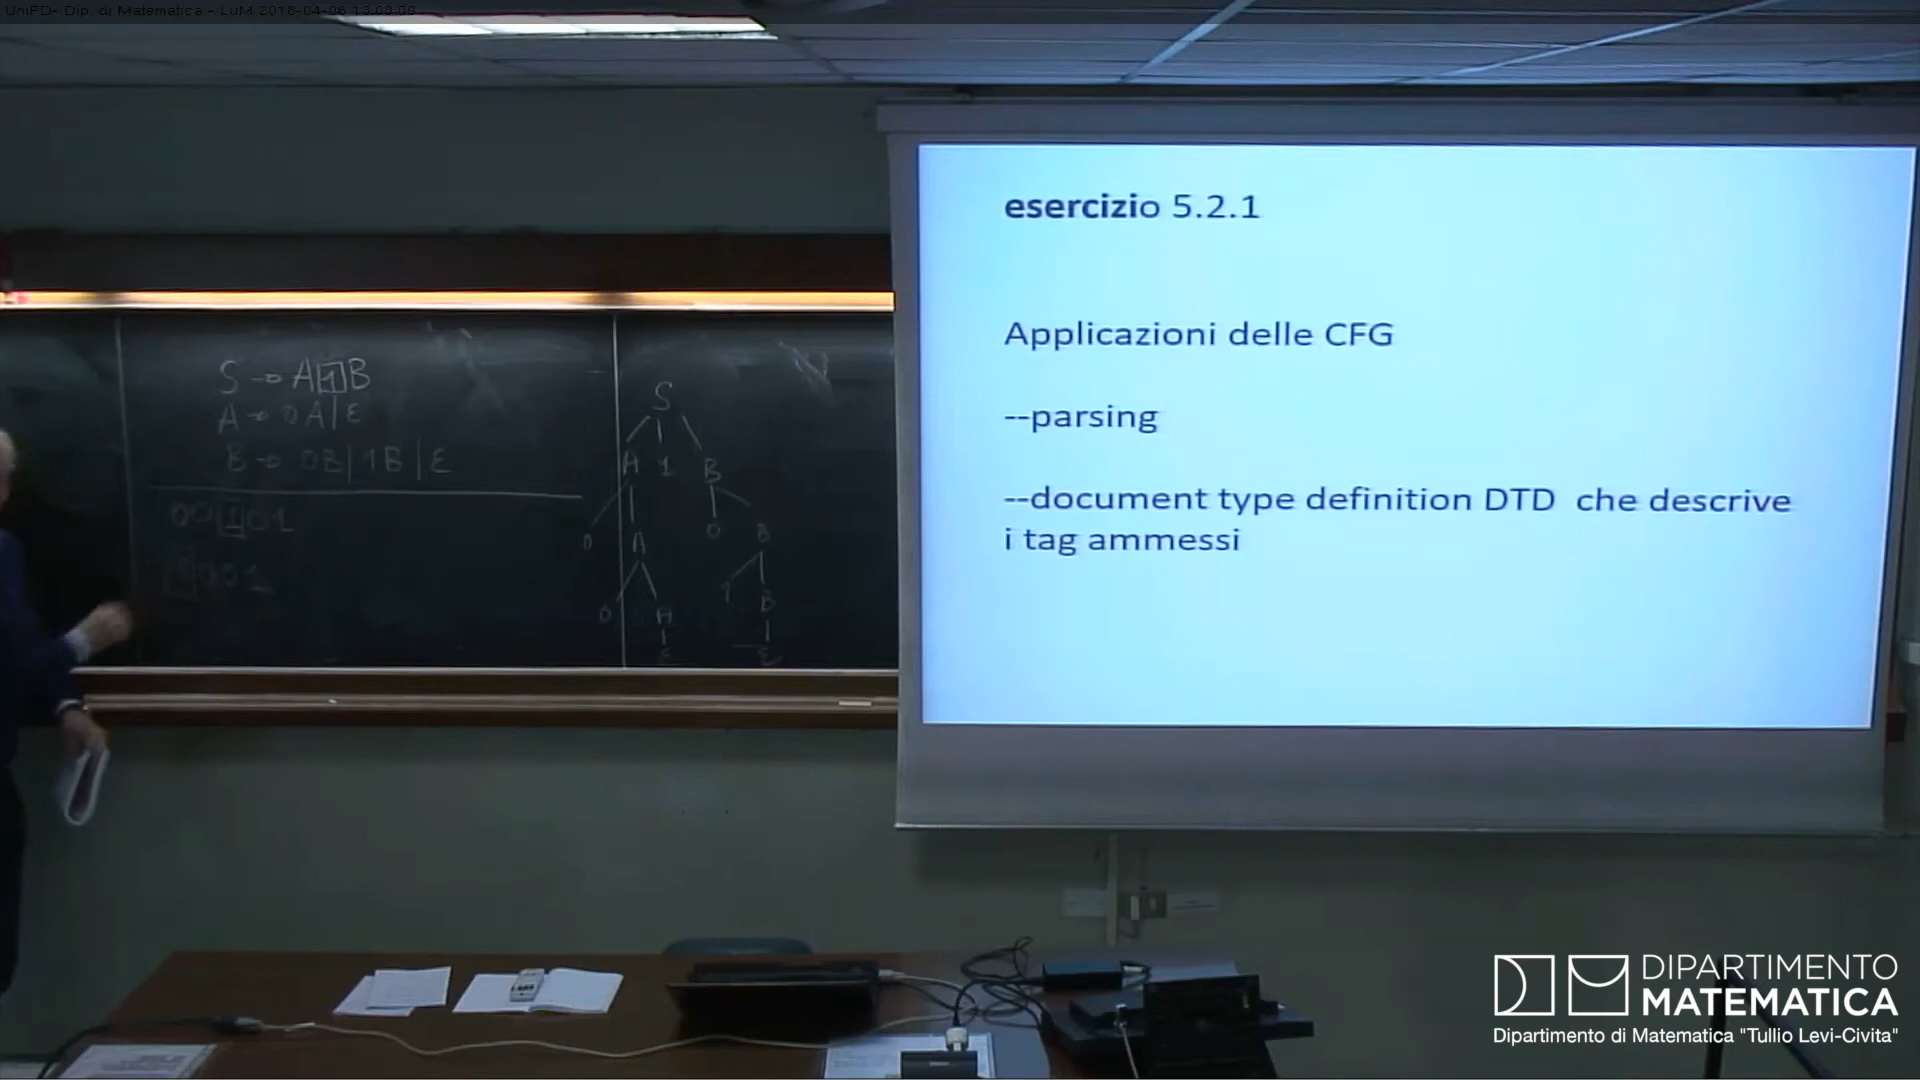 UniPD- Dip. di Matematica - LuM 2018-04-06 13:09:58
S → A1B
A → 0A|ε
B → 0B|1B|ε
00101
001
S
A 1 B
0 A 0 B
0 A 1 B
ε ε
esercizio 5.2.1
Applicazioni delle CFG
--parsing
--document type definition DTD che descrive
i tag ammessi
DIPARTIMENTO
MATEMATICA
Dipartimento di Matematica "Tullio Levi-Civita"